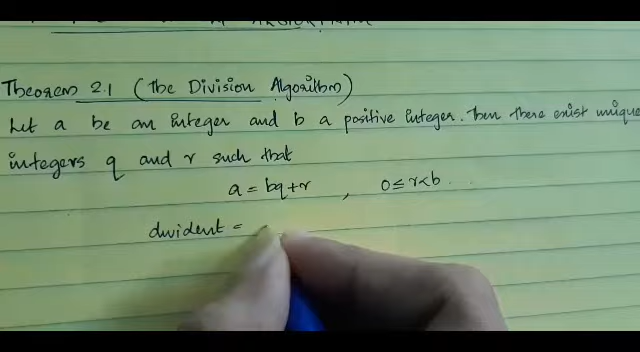 Theorem 2.1 (The Division Algorithm)
Let a be an integer and b a positive integer. Then there exist unique
integers q and r such that
a = bq+r , 0≤r<b ...
divident =